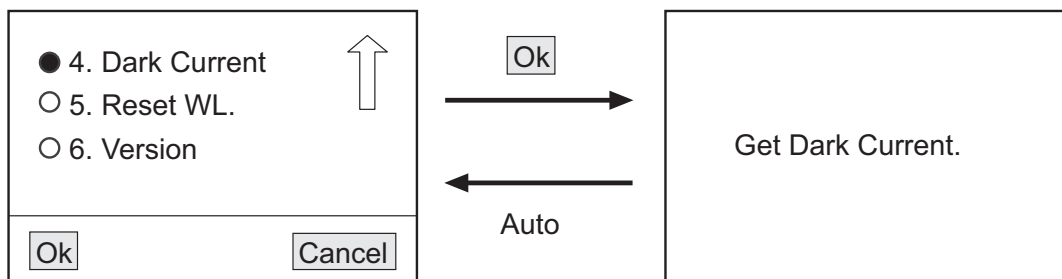 4. Dark Current
5. Reset WL.
6. Version
Ok
Cancel
Ok
Auto
Get Dark Current.